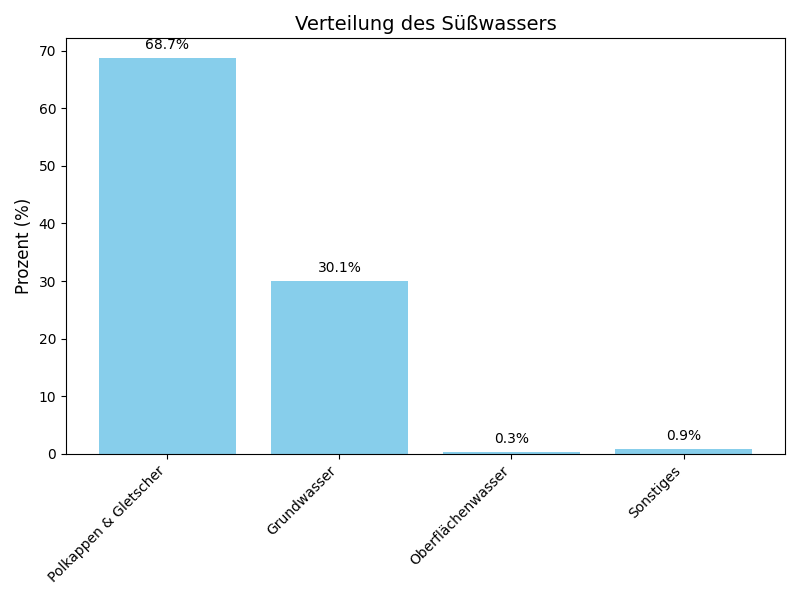 Verteilung des Süßwassers
Prozent (%)
70
60
50
40
30
20
10
0
68.7%
30.1%
0.3%
0.9%
Polkappen & Gletscher
Grundwasser
Oberflächenwasser
Sonstiges